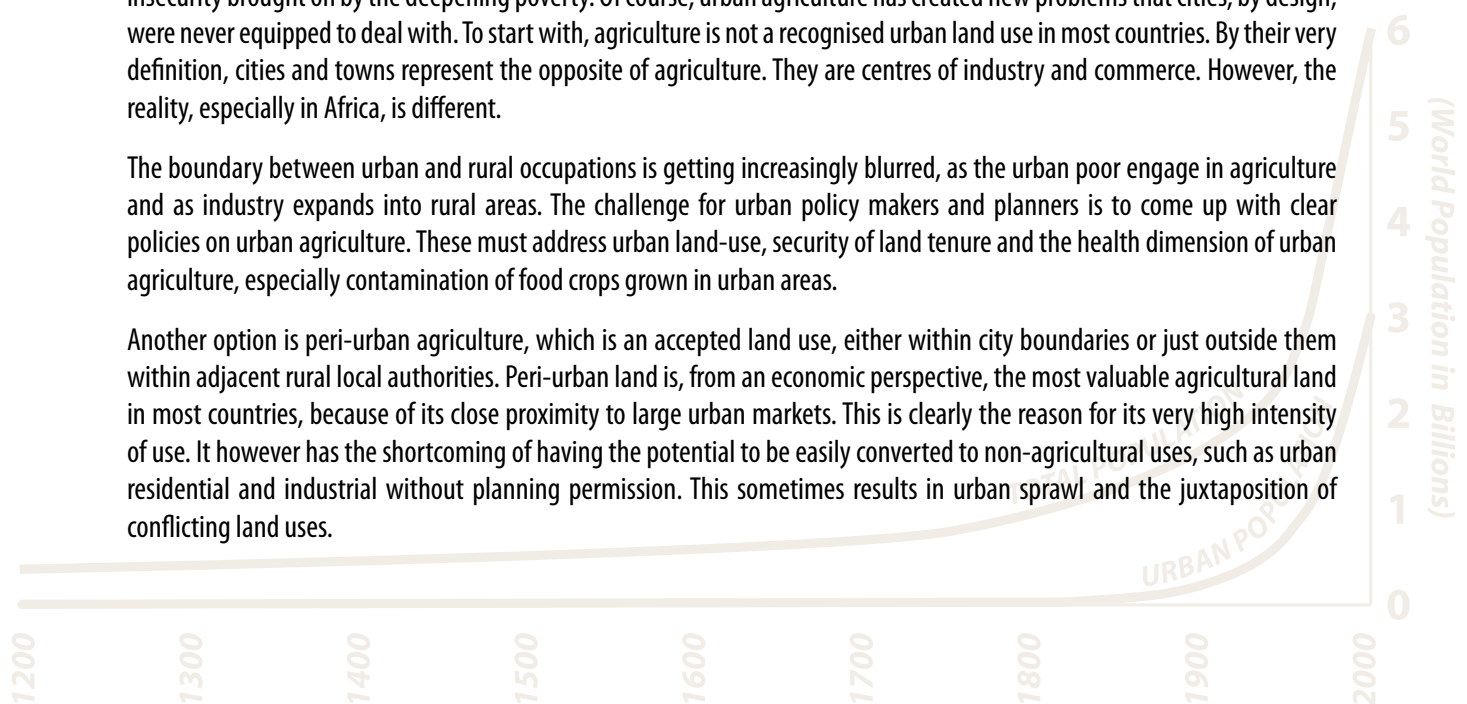 insecurity brought on by the deepening poverty. Of course, urban agriculture has created new problems that cities, by design,
were never equipped to deal with. To start with, agriculture is not a recognised urban land use in most countries. By their very
definition, cities and towns represent the opposite of agriculture. They are centres of industry and commerce. However, the
reality, especially in Africa, is different.
The boundary between urban and rural occupations is getting increasingly blurred, as the urban poor engage in agriculture
and as industry expands into rural areas. The challenge for urban policy makers and planners is to come up with clear
policies on urban agriculture. These must address urban land-use, security of land tenure and the health dimension of urban
agriculture, especially contamination of food crops grown in urban areas.
Another option is peri-urban agriculture, which is an accepted land use, either within city boundaries or just outside them
within adjacent rural local authorities. Peri-urban land is, from an economic perspective, the most valuable agricultural land
in most countries, because of its close proximity to large urban markets. This is clearly the reason for its very high intensity
of use. It however has the shortcoming of having the potential to be easily converted to non-agricultural uses, such as urban
residential and industrial without planning permission. This sometimes results in urban sprawl and the juxtaposition of
conflicting land uses.
TOTAL POPULATION
URBAN POPULATION
6
5
4
3
2
1
0
(World Population in Billions)
1200
1300
1400
1500
1600
1700
1800
1900
2000